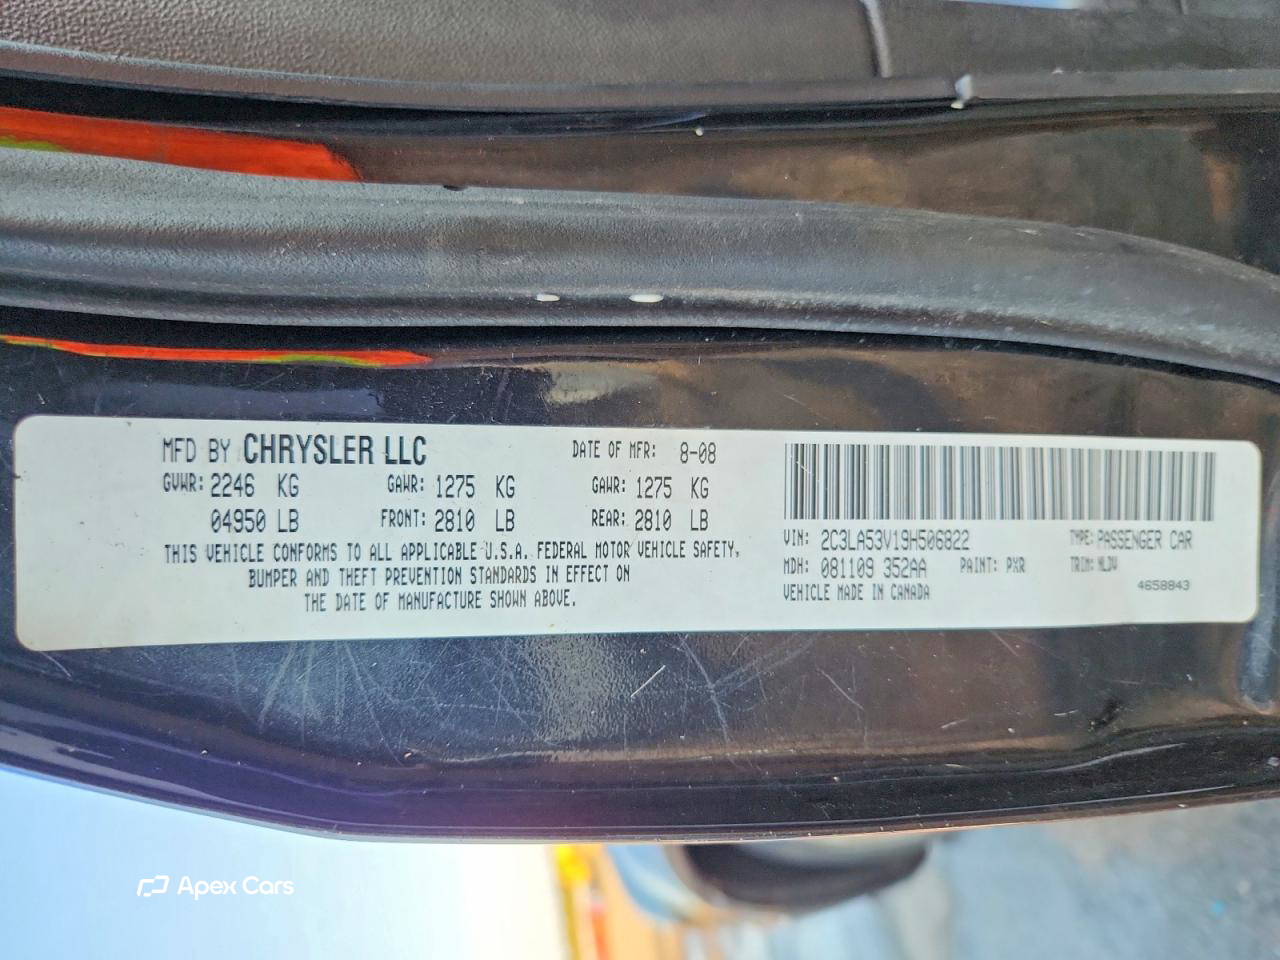 MFD BY CHRYSLER LLC DATE OF MFR: 8-08
GVWR: 2246 KG GAWR: 1275 KG GAWR: 1275 KG
04950 LB FRONT: 2810 LB REAR: 2810 LB
THIS VEHICLE CONFORMS TO ALL APPLICABLE U.S.A. FEDERAL MOTOR VEHICLE SAFETY,
BUMPER AND THEFT PREVENTION STANDARDS IN EFFECT ON
THE DATE OF MANUFACTURE SHOWN ABOVE.
VIN: 2C3LA53V19H506822 TYPE: PASSENGER CAR
MDH: 081109 352AA PAINT: PXR TRIM: NLDV
VEHICLE MADE IN CANADA 4658843
Apex Cars